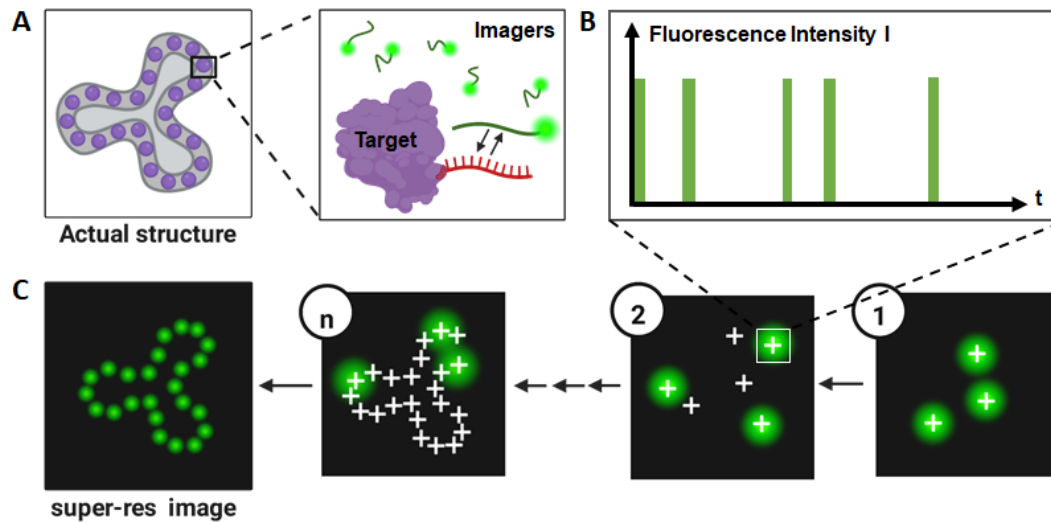 A
Imagers
Target
Actual structure
B
Fluorescence Intensity I
t
C
super-res image
n
2
1